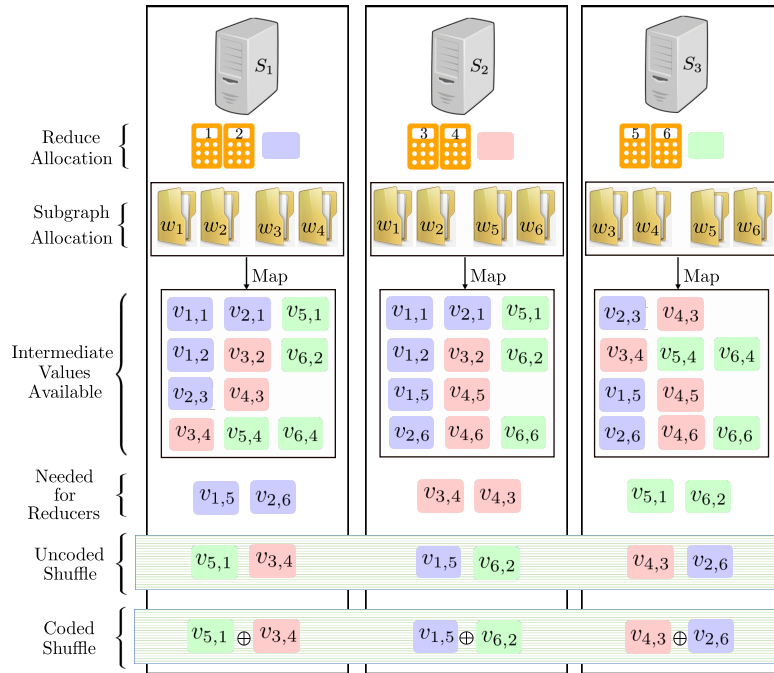 S₁ S₂ S₃
Reduce Allocation 1 2 3 4 5 6
Subgraph Allocation w₁ w₂ w₃ w₄ w₁ w₂ w₅ w₆ w₃ w₄ w₅ w₆
Map Map Map
Intermediate Values Available
v₁,₁ v₂,₁ v₅,₁ v₁,₁ v₂,₁ v₅,₁ v₂,₃ v₄,₃
v₁,₂ v₃,₂ v₆,₂ v₁,₂ v₃,₂ v₆,₂ v₃,₄ v₅,₄ v₆,₄
v₂,₃ v₄,₃ v₁,₅ v₄,₅ v₁,₅ v₄,₅
v₃,₄ v₅,₄ v₆,₄ v₂,₆ v₄,₆ v₆,₆ v₂,₆ v₄,₆ v₆,₆
Needed for Reducers v₁,₅ v₂,₆ v₃,₄ v₄,₃ v₅,₁ v₆,₂
Uncoded Shuffle v₅,₁ v₃,₄ v₁,₅ v₆,₂ v₄,₃ v₂,₆
Coded Shuffle v₅,₁ ⊕ v₃,₄ v₁,₅ ⊕ v₆,₂ v₄,₃ ⊕ v₂,₆